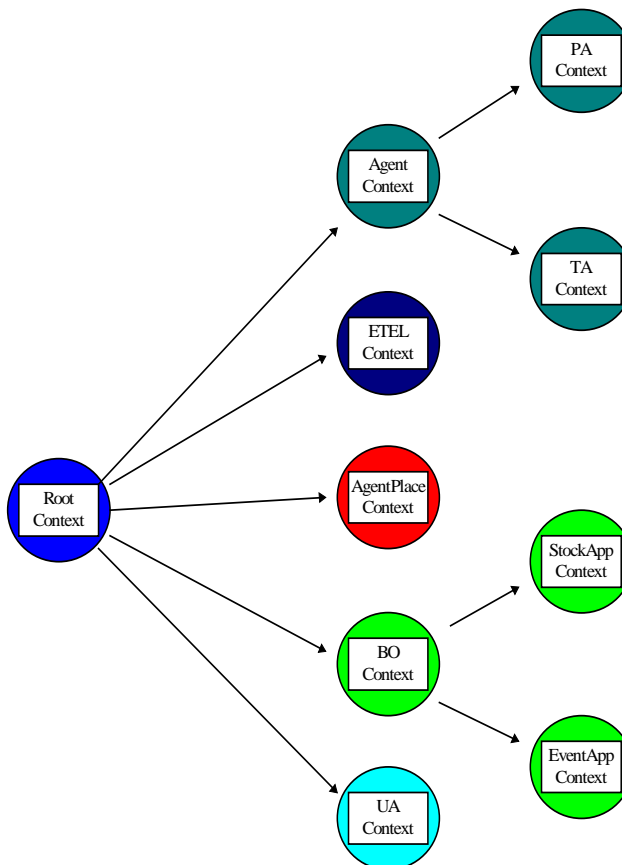 PA
Context
Agent
Context
TA
Context
ETEL
Context
Root
Context
AgentPlace
Context
StockApp
Context
BO
Context
EventApp
Context
UA
Context